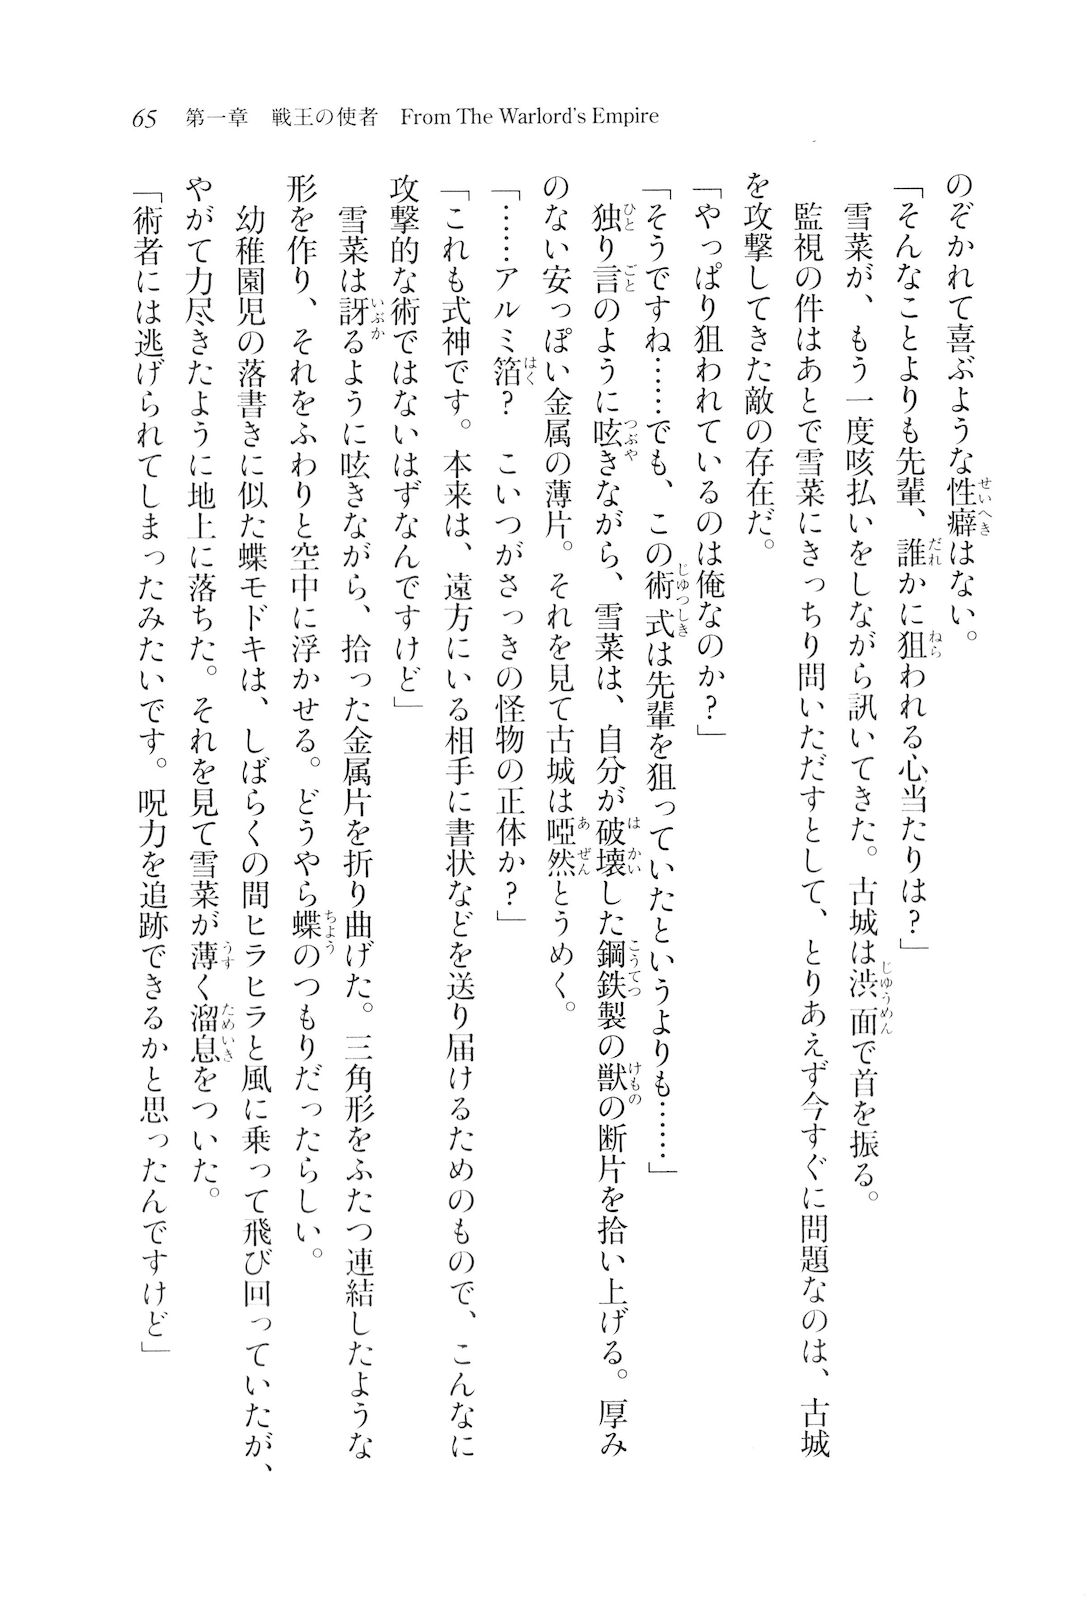 65　第一章　戦王の使者　From The Warlord's Empire
のぞかれて喜ぶような性癖はない。
「そんなことよりも先輩、誰かに狙われる心当たりは？」
　雪菜が、もう一度咳払いをしながら訊いてきた。古城は渋面で首を振る。
　監視の件はあとで雪菜にきっちり問いただすとして、とりあえず今すぐに問題なのは、古城
を攻撃してきた敵の存在だ。
「やっぱり狙われているのは俺なのか？」
「そうですね……でも、この術式は先輩を狙っていたというよりも……」
　独り言のように呟きながら、雪菜は、自分が破壊した鋼鉄製の獣の断片を拾い上げる。厚み
のない安っぽい金属の薄片。それを見て古城は啞然とうめく。
「……アルミ箔？　こいつがさっきの怪物の正体か？」
「これも式神です。本来は、遠方にいる相手に書状などを送り届けるためのもので、こんなに
攻撃的な術ではないはずなんですけど」
　雪菜は訝るように呟きながら、拾った金属片を折り曲げた。三角形をふたつ連結したような
形を作り、それをふわりと空中に浮かせる。どうやら蝶のつもりだったらしい。
　幼稚園児の落書きに似た蝶モドキは、しばらくの間ヒラヒラと風に乗って飛び回っていたが、
やがて力尽きたように地上に落ちた。それを見て雪菜が薄く溜息をついた。
「術者には逃げられてしまったみたいです。呪力を追跡できるかと思ったんですけど」